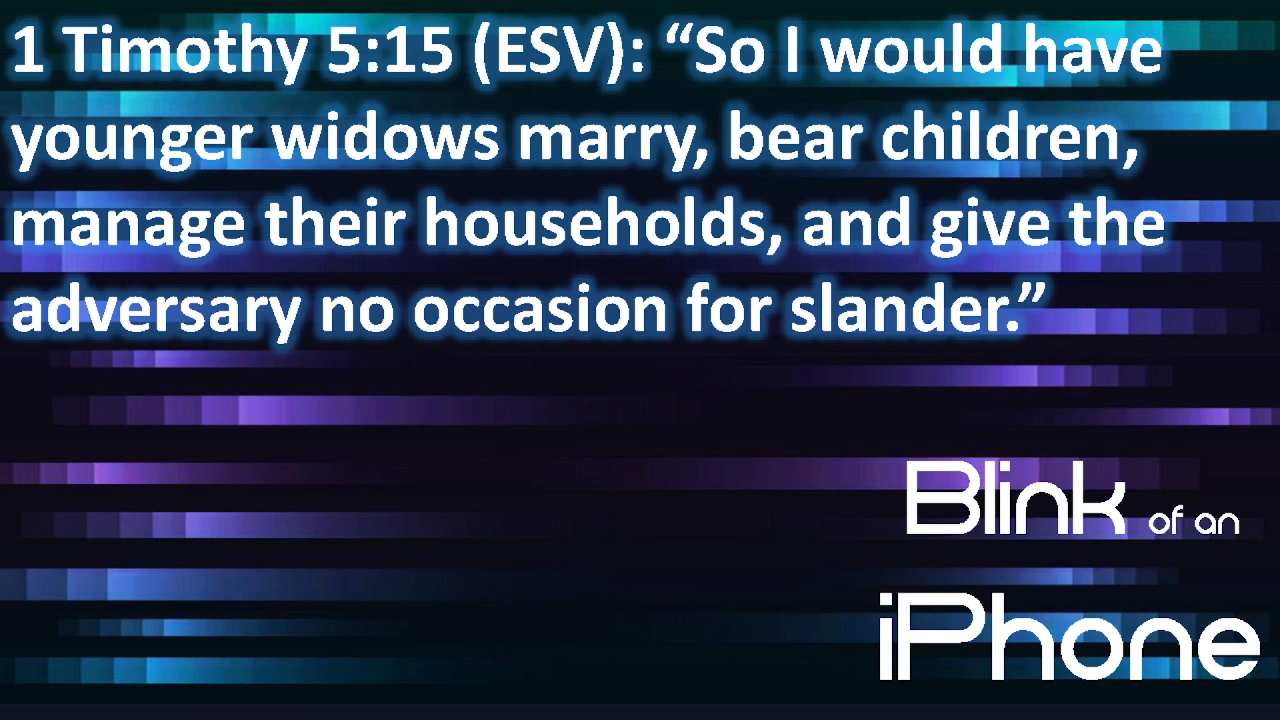 1 Timothy 5:15 (ESV): “So I would have
younger widows marry, bear children,
manage their households, and give the
adversary no occasion for slander.”
Blink of an
iPhone